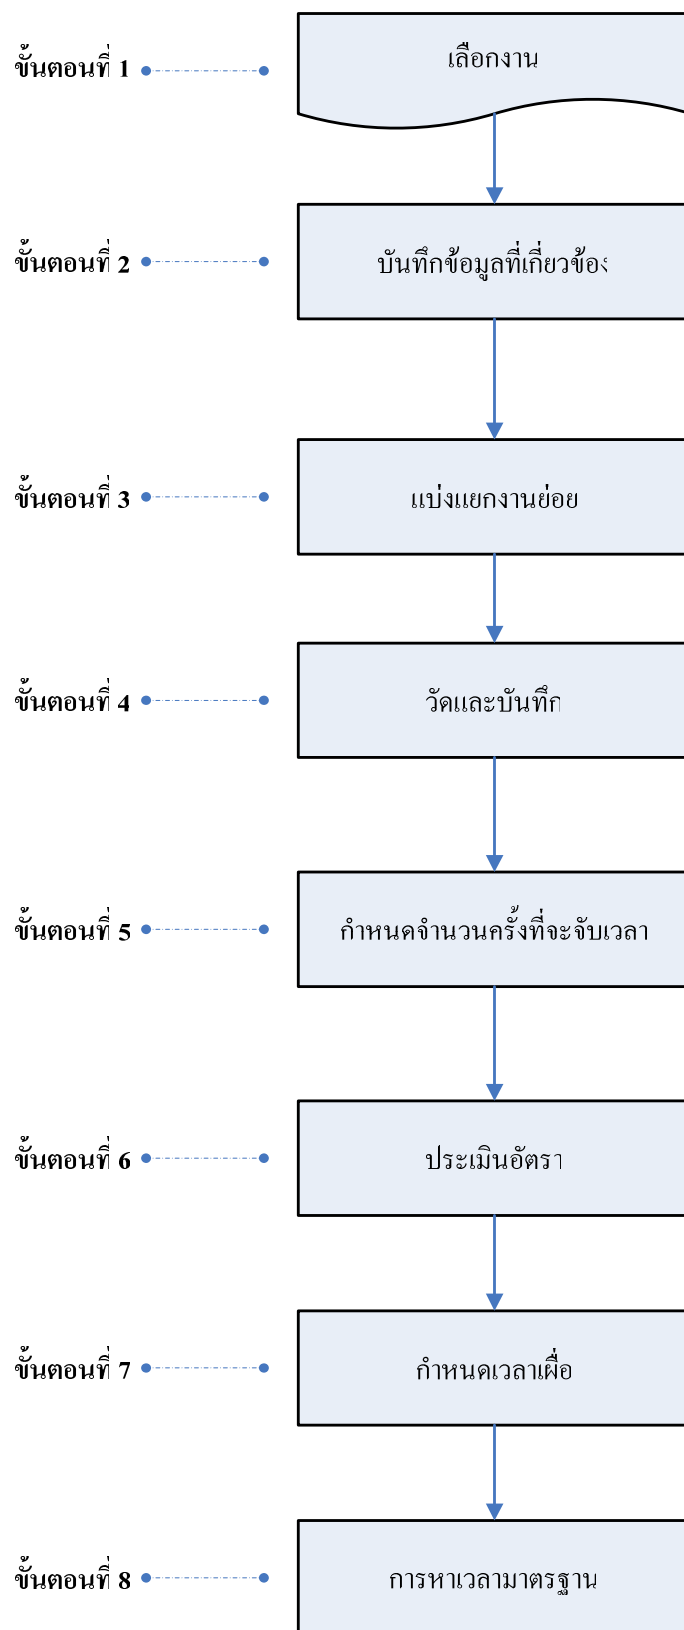 ขั้นตอนที่ 1
เลือกงาน
ขั้นตอนที่ 2
บันทึกข้อมูลที่เกี่ยวข้อง
ขั้นตอนที่ 3
แบ่งแยกงานย่อย
ขั้นตอนที่ 4
วัดและบันทึก
ขั้นตอนที่ 5
กำหนดจำนวนครั้งที่จะจับเวลา
ขั้นตอนที่ 6
ประเมินอัตรา
ขั้นตอนที่ 7
กำหนดเวลาเผื่อ
ขั้นตอนที่ 8
การหาเวลามาตรฐาน